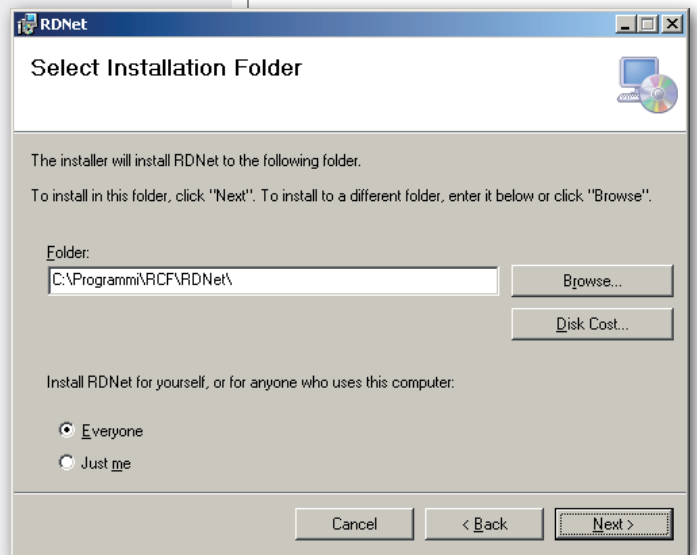 RDNet
Select Installation Folder
The installer will install RDNet to the following folder.
To install in this folder, click "Next". To install to a different folder, enter it below or click "Browse".
Folder:
C:\Programmi\RCF\RDNet\
Browse...
Disk Cost...
Install RDNet for yourself, or for anyone who uses this computer:
Everyone
Just me
Cancel
< Back
Next >